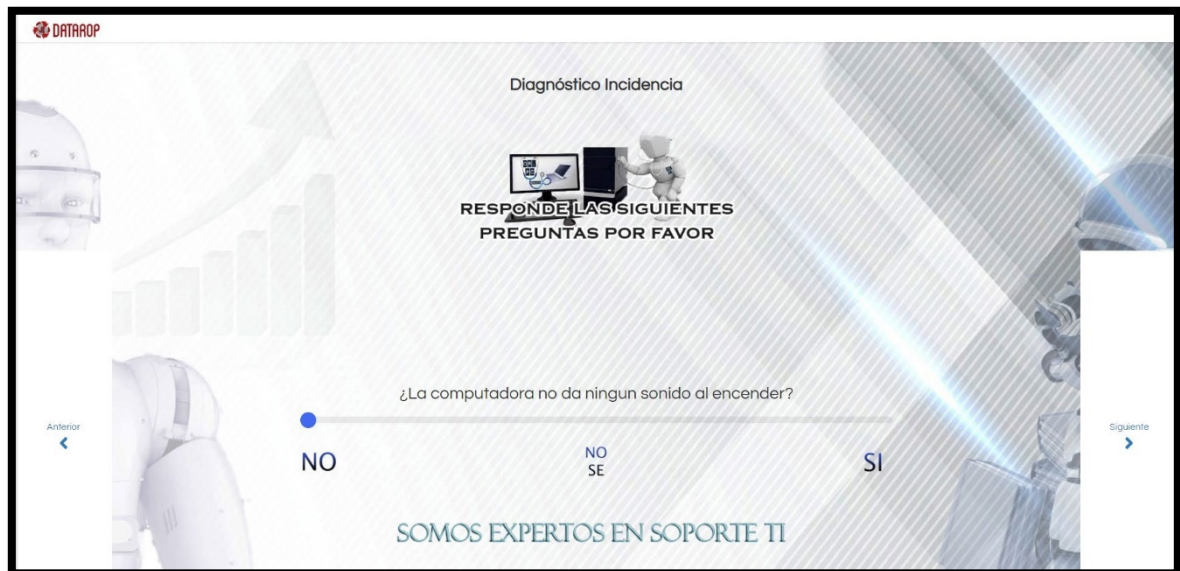 DATAROP
Diagnóstico Incidencia
RESPONDE LAS SIGUIENTES
PREGUNTAS POR FAVOR
¿La computadora no da ningun sonido al encender?
Anterior
Siguiente
NO
NO
SE
SI
SOMOS EXPERTOS EN SOPORTE TI